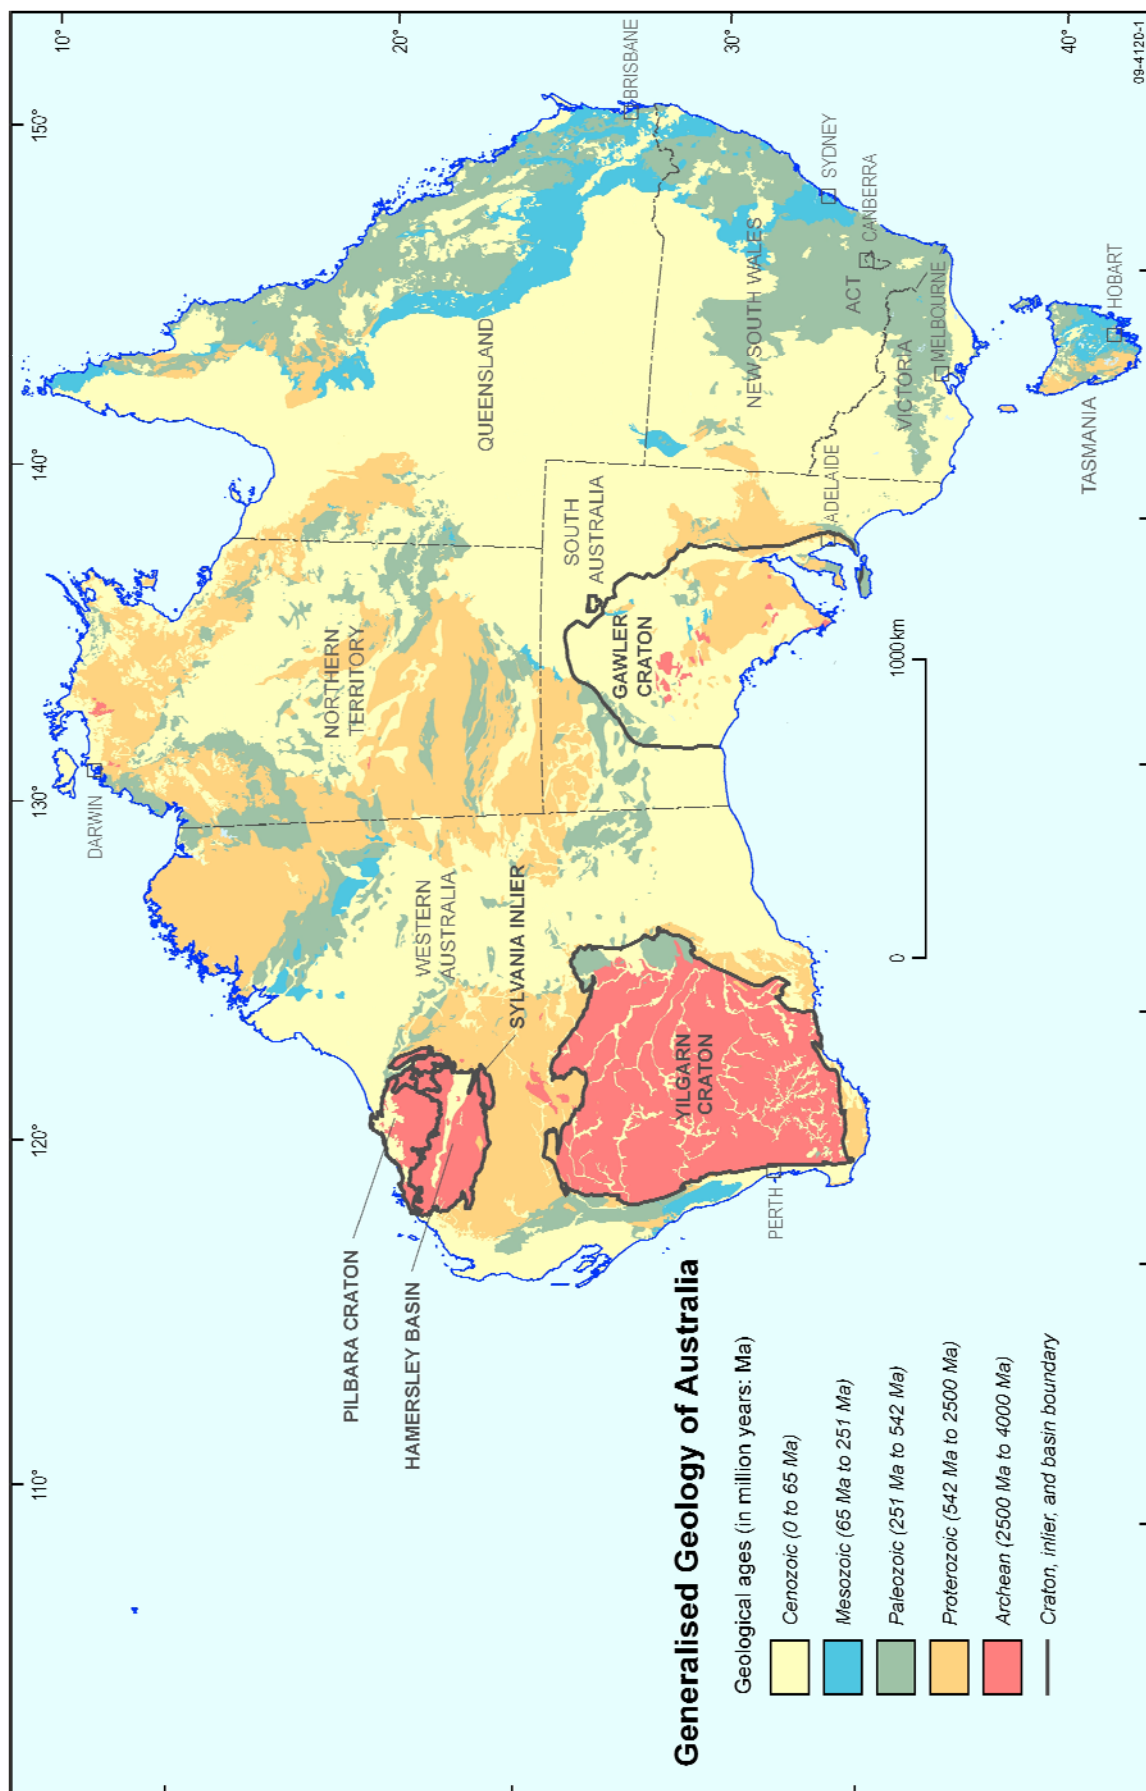 10°
20°
30°
40°
150°
140°
130°
120°
110°
DARWIN
NORTHERN
TERRITORY
QUEENSLAND
BRISBANE
WESTERN
AUSTRALIA
SOUTH
AUSTRALIA
NEW SOUTH WALES
SYDNEY
ACT
CANBERRA
VICTORIA
MELBOURNE
ADELAIDE
TASMANIA
HOBART
PERTH
PILBARA CRATON
HAMERSLEY BASIN
SYLVANIA INLIER
YILGARN
CRATON
GAWLER
CRATON
0
1000 km
Generalised Geology of Australia
Geological ages (in million years: Ma)
Cenozoic (0 to 65 Ma)
Mesozoic (65 Ma to 251 Ma)
Paleozoic (251 Ma to 542 Ma)
Proterozoic (542 Ma to 2500 Ma)
Archean (2500 Ma to 4000 Ma)
Craton, inlier, and basin boundary
09-4120-1